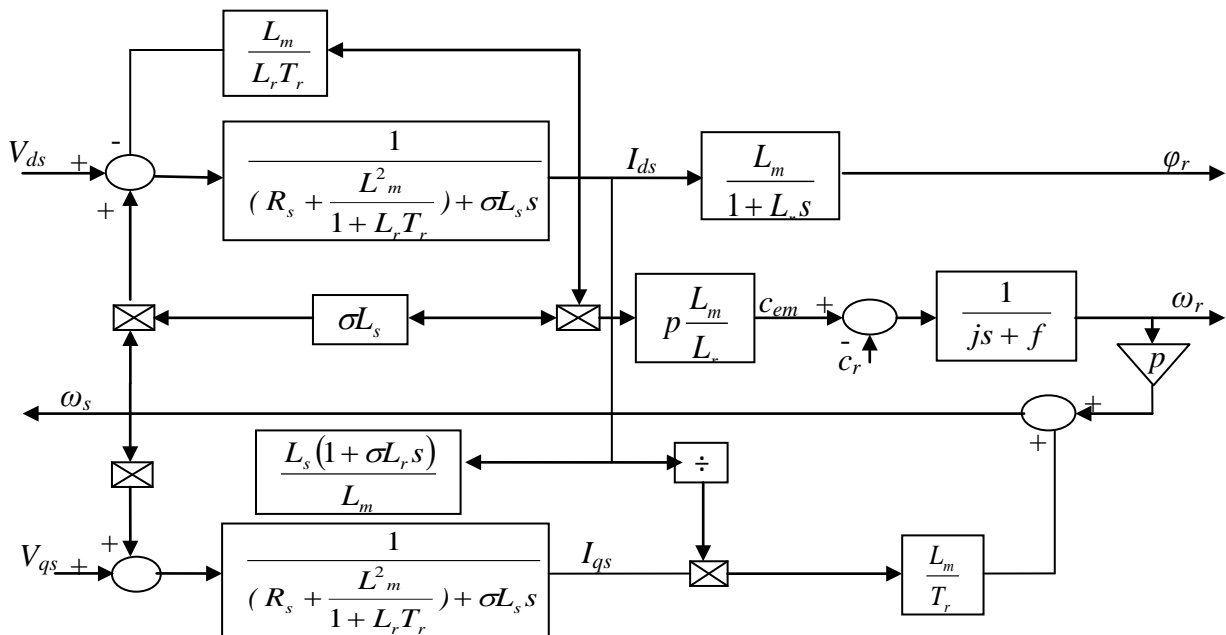 L_m / L_r T_r
-
V_ds + +
1 / (R_s + L²_m / (1 + L_r T_r)) + σL_s s
I_ds
L_m / (1 + L_r s)
φ_r
σL_s
p L_m / L_r
c_em +
- c_r
1 / (js + f)
ω_r
p
ω_s
+ +
L_s(1 + σL_r s) / L_m
÷
V_qs + +
1 / (R_s + L²_m / (1 + L_r T_r)) + σL_s s
I_qs
L_m / T_r